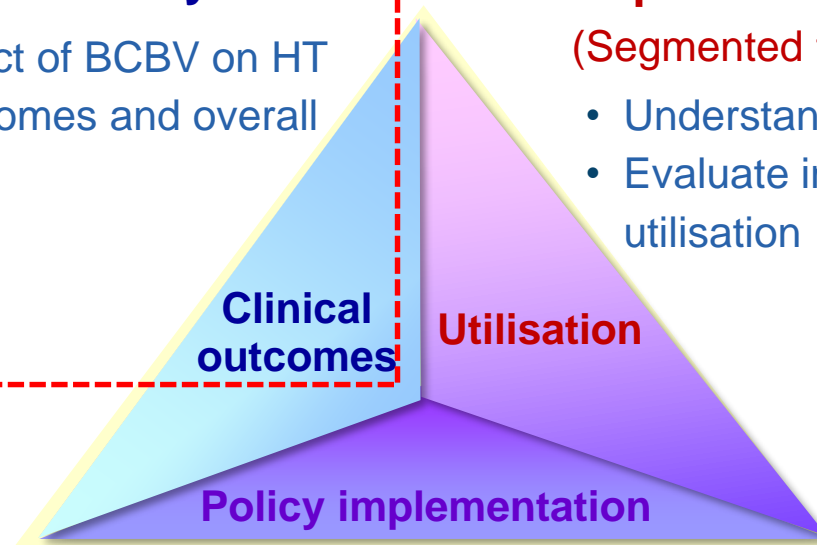 ct of BCBV on HT
omes and overall
(Segmented
• Understan
• Evaluate i
utilisation
Clinical
outcomes
Utilisation
Policy implementation